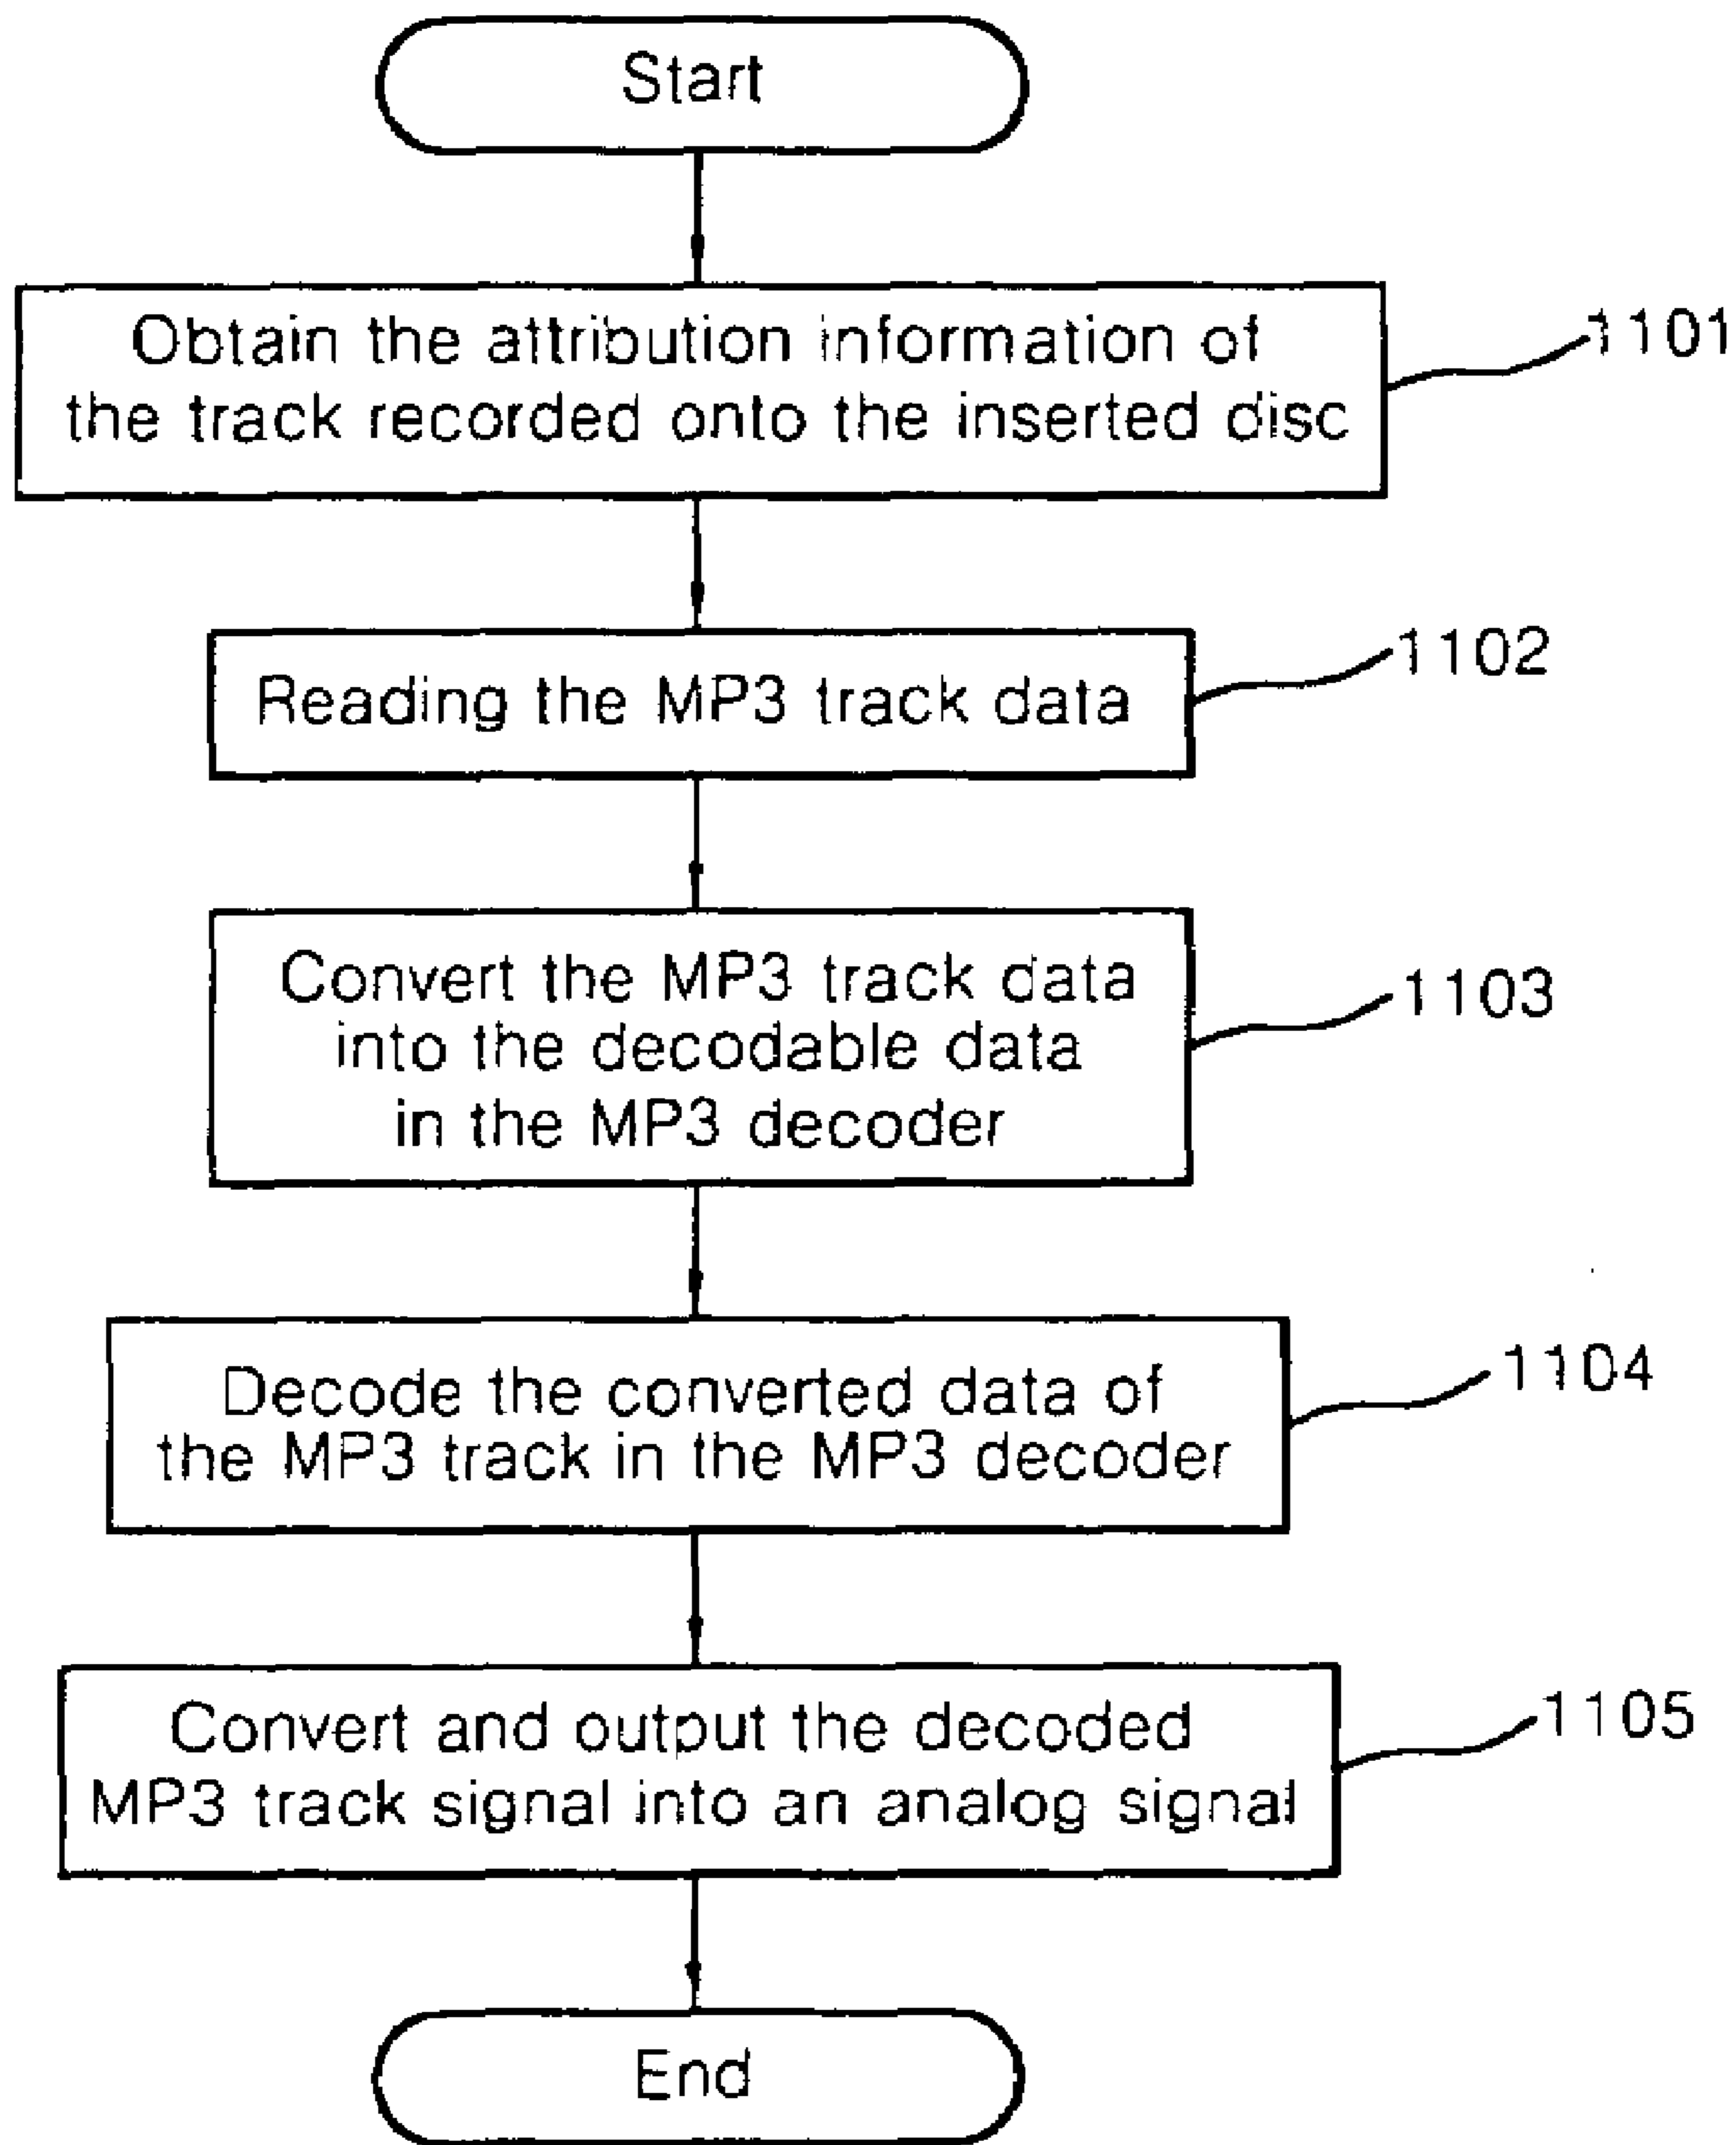 Start
Obtain the attribution information of
the track recorded onto the inserted disc
1101
Reading the MP3 track data
1102
Convert the MP3 track data
into the decodable data
in the MP3 decoder
1103
Decode the converted data of
the MP3 track in the MP3 decoder
1104
Convert and output the decoded
MP3 track signal into an analog signal
1105
End